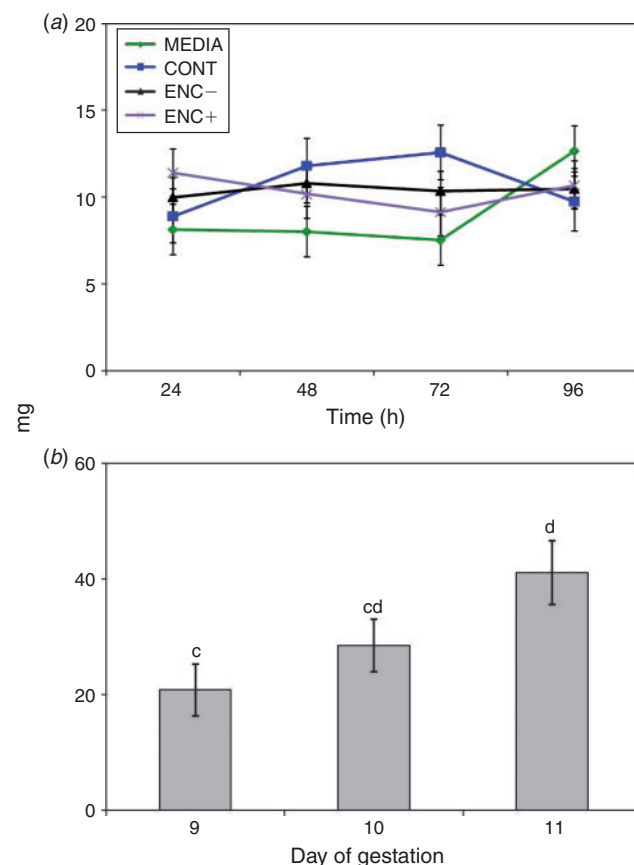 (a)
MEDIA
CONT
ENC−
ENC+
20
15
10
5
0
24 48 72 96
Time (h)
mg
(b)
60
40
20
0
c
cd
d
9 10 11
Day of gestation